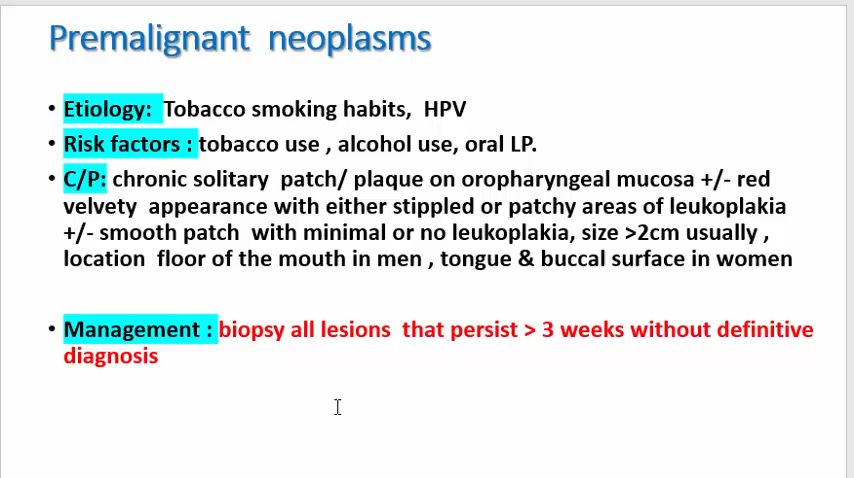 Premalignant neoplasms
• Etiology: Tobacco smoking habits, HPV
• Risk factors : tobacco use , alcohol use, oral LP.
• C/P: chronic solitary patch/ plaque on oropharyngeal mucosa +/- red
velvety appearance with either stippled or patchy areas of leukoplakia
+/- smooth patch with minimal or no leukoplakia, size >2cm usually ,
location floor of the mouth in men , tongue & buccal surface in women
• Management : biopsy all lesions that persist > 3 weeks without definitive
diagnosis